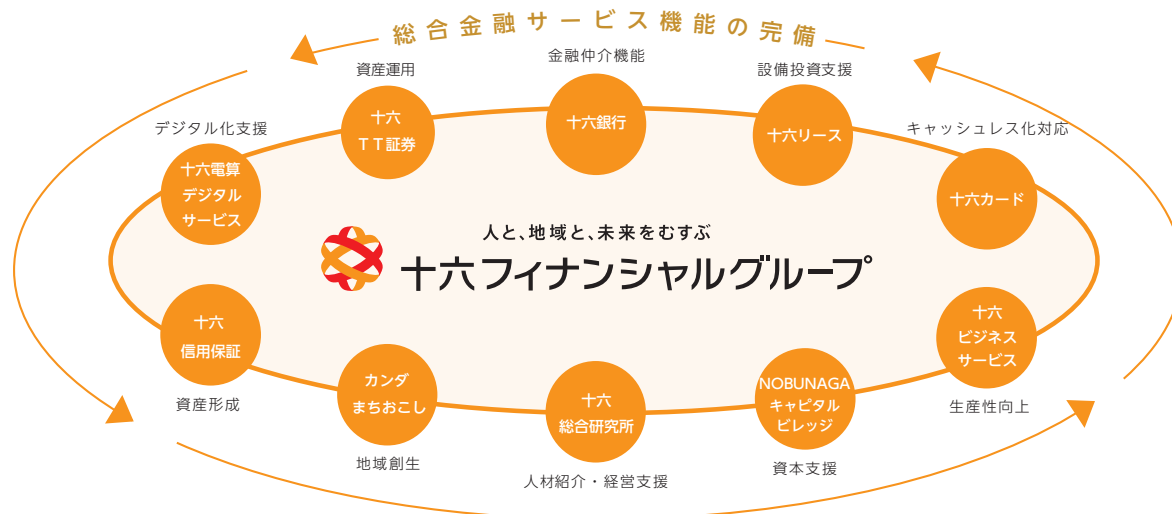 総合金融サービス機能の完備
金融仲介機能
資産運用
設備投資支援
デジタル化支援
キャッシュレス化対応
十六
TT証券
十六銀行
十六リース
十六電算
デジタル
サービス
十六カード
人と、地域と、未来をむすぶ
十六フィナンシャルグループ
十六
信用保証
カンダ
まちおこし
十六
総合研究所
NOBUNAGA
キャピタル
ビレッジ
十六
ビジネス
サービス
資産形成
地域創生
人材紹介・経営支援
資本支援
生産性向上